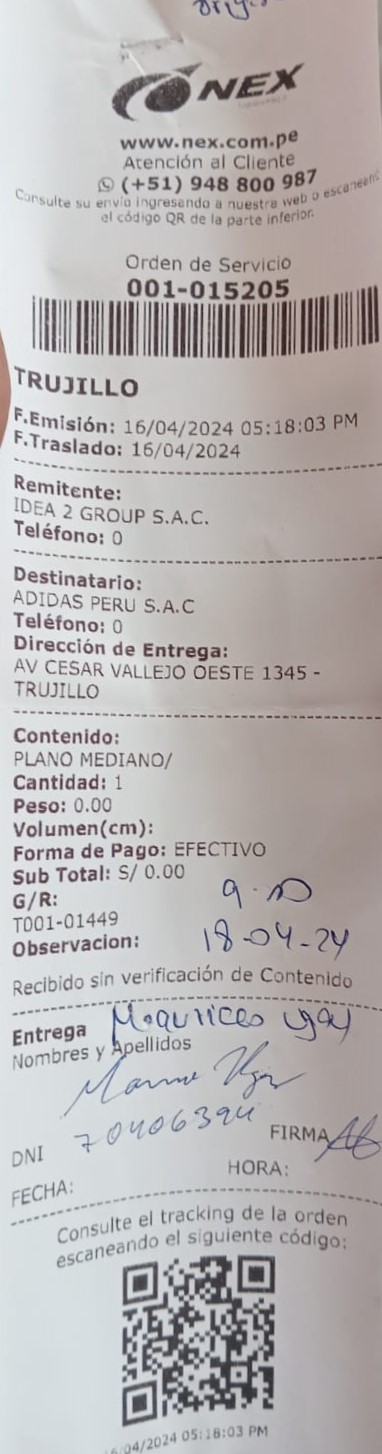 NEX
www.nex.com.pe
Atención al Cliente
(+51) 948 800 987
Consulte su envío ingresando a nuestra web o escaneando
el código QR de la parte inferior.
Orden de Servicio
001-015205
TRUJILLO
F.Emisión: 16/04/2024 05:18:03 PM
F.Traslado: 16/04/2024
Remitente:
IDEA 2 GROUP S.A.C.
Teléfono: 0
Destinatario:
ADIDAS PERU S.A.C
Teléfono: 0
Dirección de Entrega:
AV CESAR VALLEJO OESTE 1345 -
TRUJILLO
Contenido:
PLANO MEDIANO/
Cantidad: 1
Peso: 0.00
Volumen(cm):
Forma de Pago: EFECTIVO
Sub Total: S/ 0.00
G/R:
T001-01449
Observacion: 18-04-24
Recibido sin verificación de Contenido
Entrega
Nombres y Apellidos
DNI
FIRMA
FECHA:
HORA:
Consulte el tracking de la orden
escaneando el siguiente código:
6/04/2024 05:18:03 PM